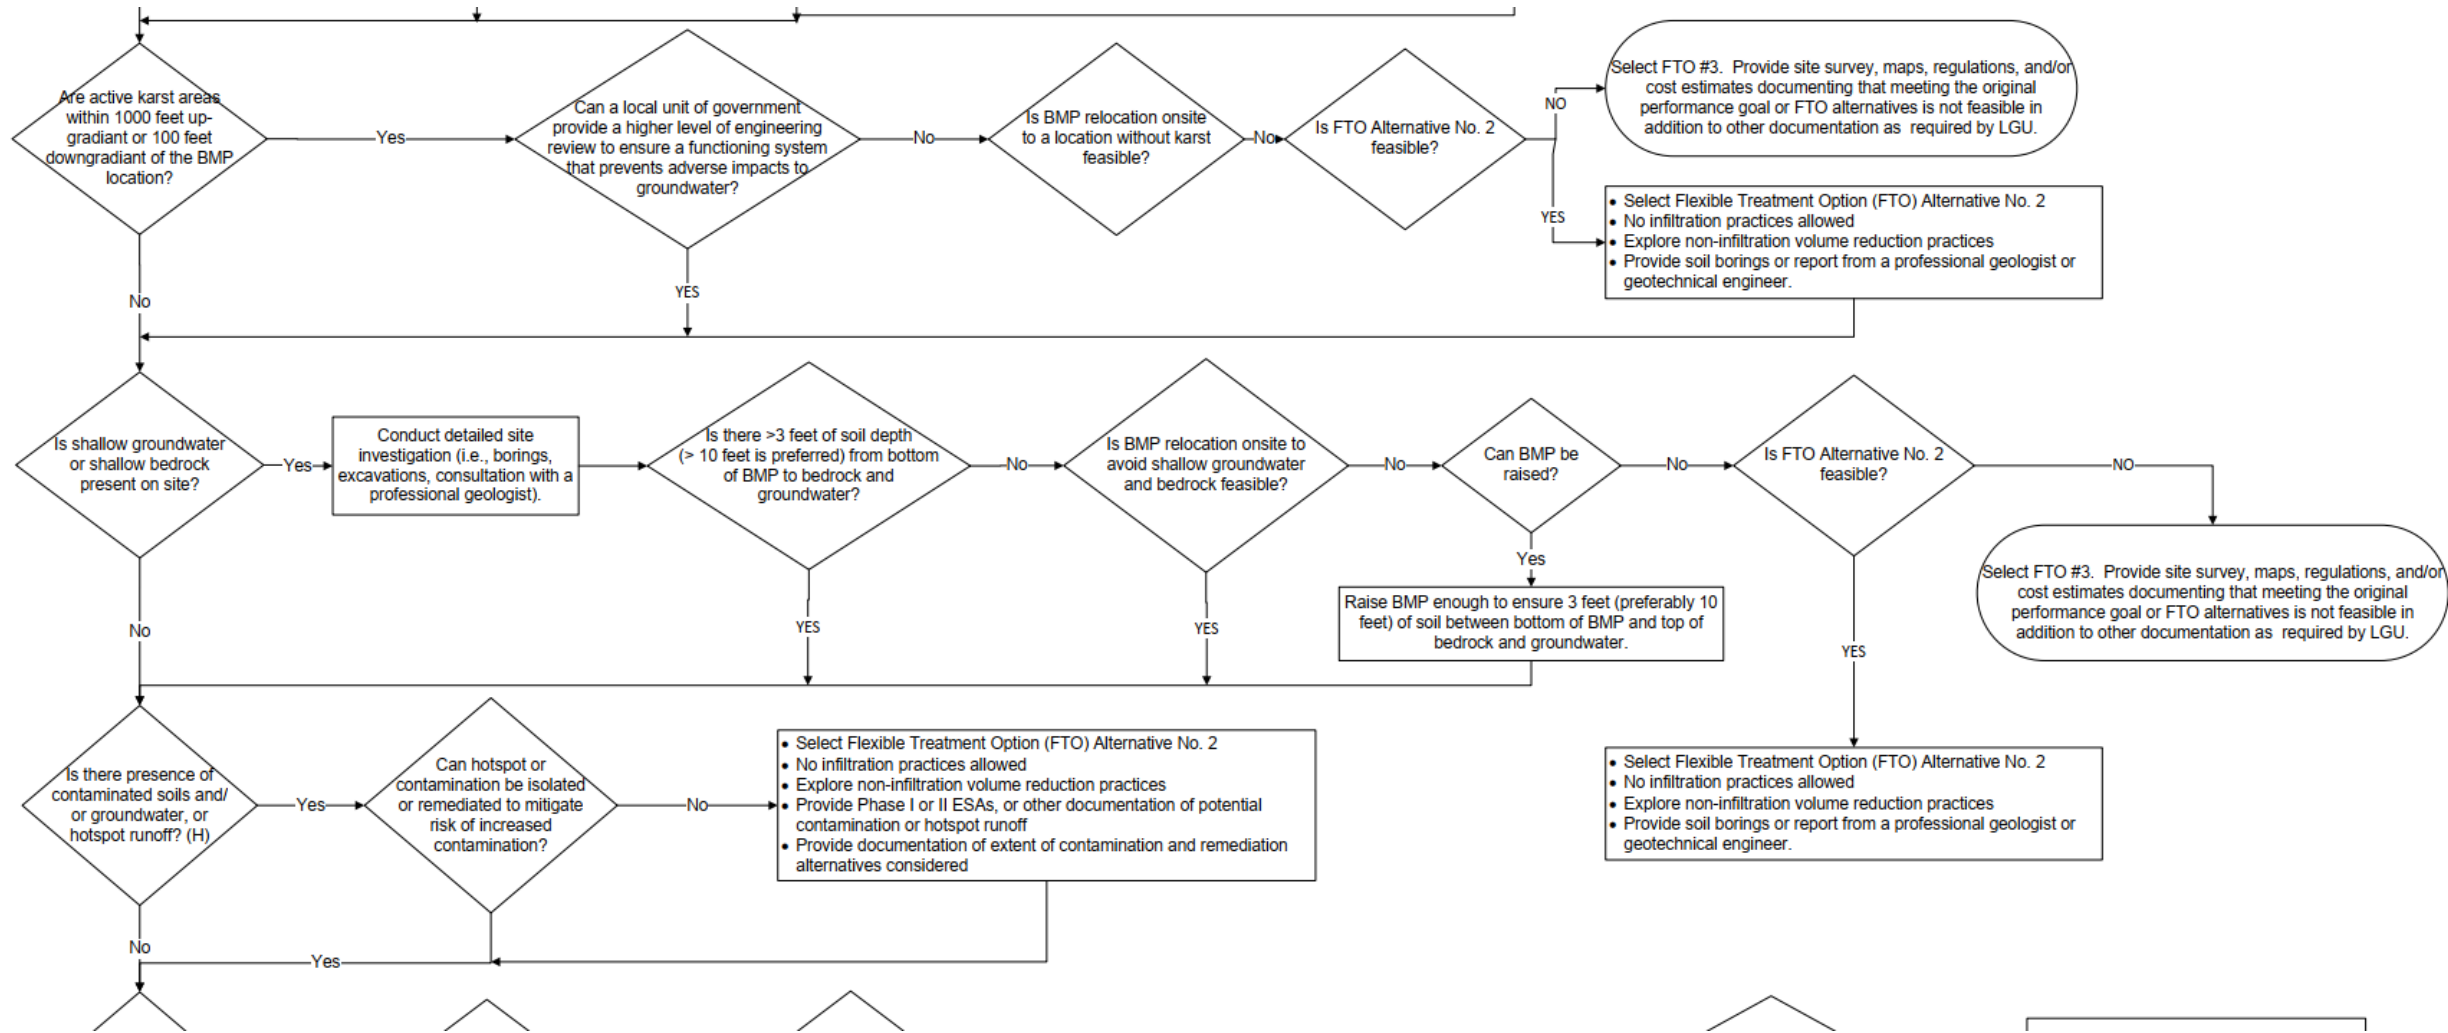 Are active karst areas
within 1000 feet up-
gradiant or 100 feet
downgradiant of the BMP
location?
Yes
Can a local unit of government
provide a higher level of engineering
review to ensure a functioning system
that prevents adverse impacts to
groundwater?
No
Is BMP relocation onsite
to a location without karst
feasible?
No
Is FTO Alternative No. 2
feasible?
NO
Select FTO #3. Provide site survey, maps, regulations, and/or
cost estimates documenting that meeting the original
performance goal or FTO alternatives is not feasible in
addition to other documentation as required by LGU.
YES
• Select Flexible Treatment Option (FTO) Alternative No. 2
• No infiltration practices allowed
• Explore non-infiltration volume reduction practices
• Provide soil borings or report from a professional geologist or
geotechnical engineer.
No
YES
Is shallow groundwater
or shallow bedrock
present on site?
Yes
Conduct detailed site
investigation (i.e., borings,
excavations, consultation with a
professional geologist).
Is there >3 feet of soil depth
(> 10 feet is preferred) from bottom
of BMP to bedrock and
groundwater?
No
Is BMP relocation onsite to
avoid shallow groundwater
and bedrock feasible?
No
Can BMP be
raised?
No
Is FTO Alternative No. 2
feasible?
NO
Select FTO #3. Provide site survey, maps, regulations, and/or
cost estimates documenting that meeting the original
performance goal or FTO alternatives is not feasible in
addition to other documentation as required by LGU.
No
YES
YES
Yes
Raise BMP enough to ensure 3 feet (preferably 10
feet) of soil between bottom of BMP and top of
bedrock and groundwater.
YES
• Select Flexible Treatment Option (FTO) Alternative No. 2
• No infiltration practices allowed
• Explore non-infiltration volume reduction practices
• Provide soil borings or report from a professional geologist or
geotechnical engineer.
Is there presence of
contaminated soils and/
or groundwater, or
hotspot runoff? (H)
Yes
Can hotspot or
contamination be isolated
or remediated to mitigate
risk of increased
contamination?
No
• Select Flexible Treatment Option (FTO) Alternative No. 2
• No infiltration practices allowed
• Explore non-infiltration volume reduction practices
• Provide Phase I or II ESAs, or other documentation of potential
contamination or hotspot runoff
• Provide documentation of extent of contamination and remediation
alternatives considered
No
Yes